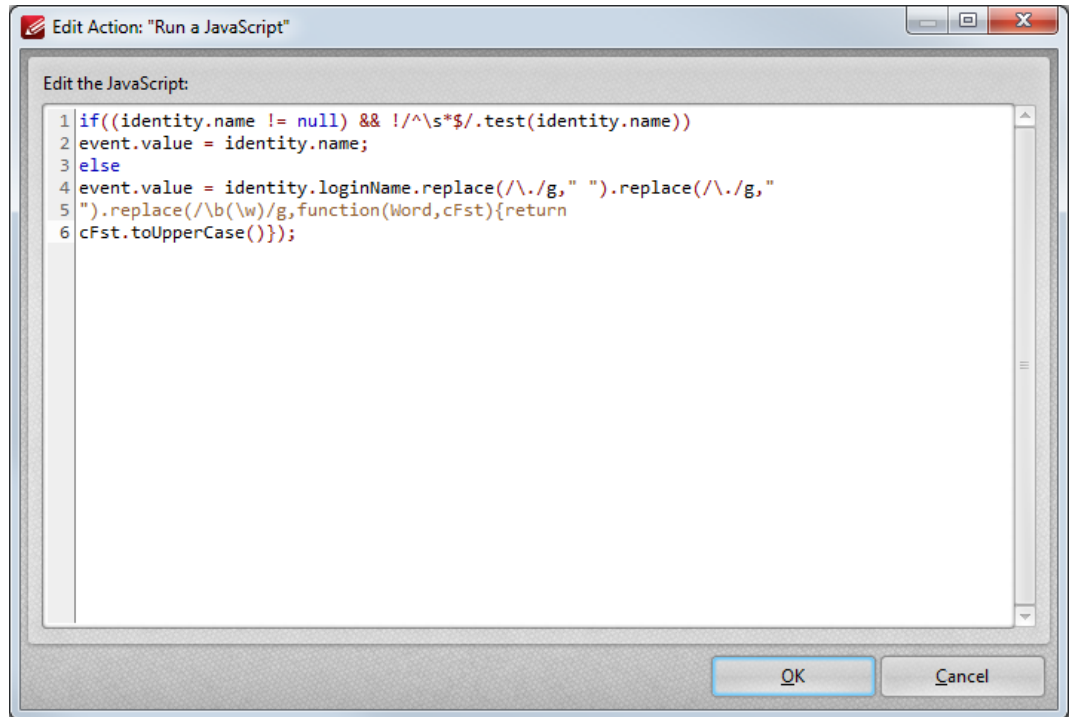 Edit Action: "Run a JavaScript"
Edit the JavaScript:
1 if((identity.name != null) && !/^\s*$/.test(identity.name))
2 event.value = identity.name;
3 else
4 event.value = identity.loginName.replace(/\./g," ").replace(/\./g,"
5 ").replace(/\b(\w)/g,function(Word,cFst){return
6 cFst.toUpperCase()});
OK Cancel